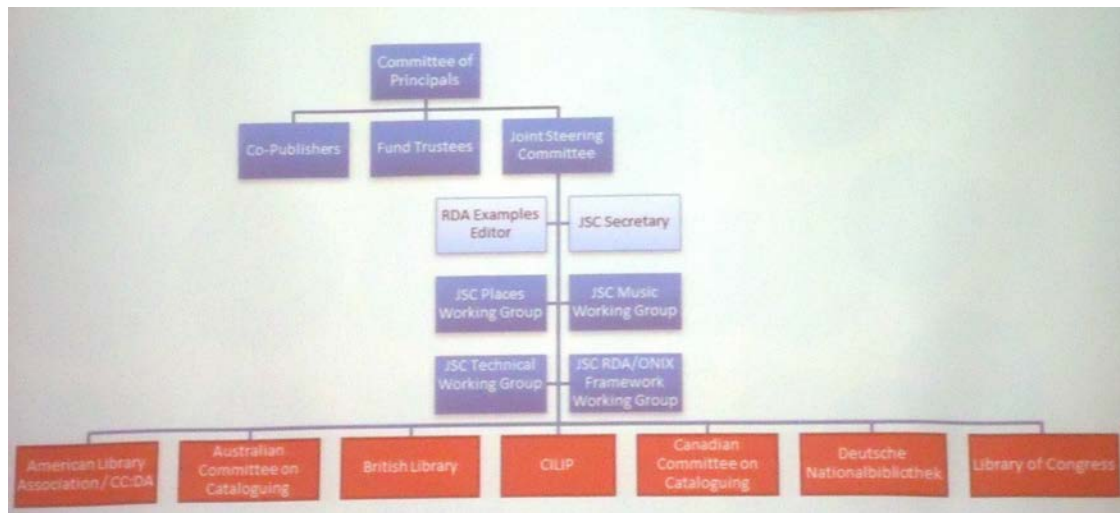 Committee of
Principals
Co-Publishers
Fund Trustees
Joint Steering
Committee
RDA Examples
Editor
JSC Secretary
JSC Places
Working Group
JSC Music
Working Group
JSC Technical
Working Group
JSC RDA/ONIX
Framework
Working Group
American Library
Association / CC:DA
Australian
Committee on
Cataloguing
British Library
CILIP
Canadian
Committee on
Cataloguing
Deutsche
Nationalbibliothek
Library of Congress